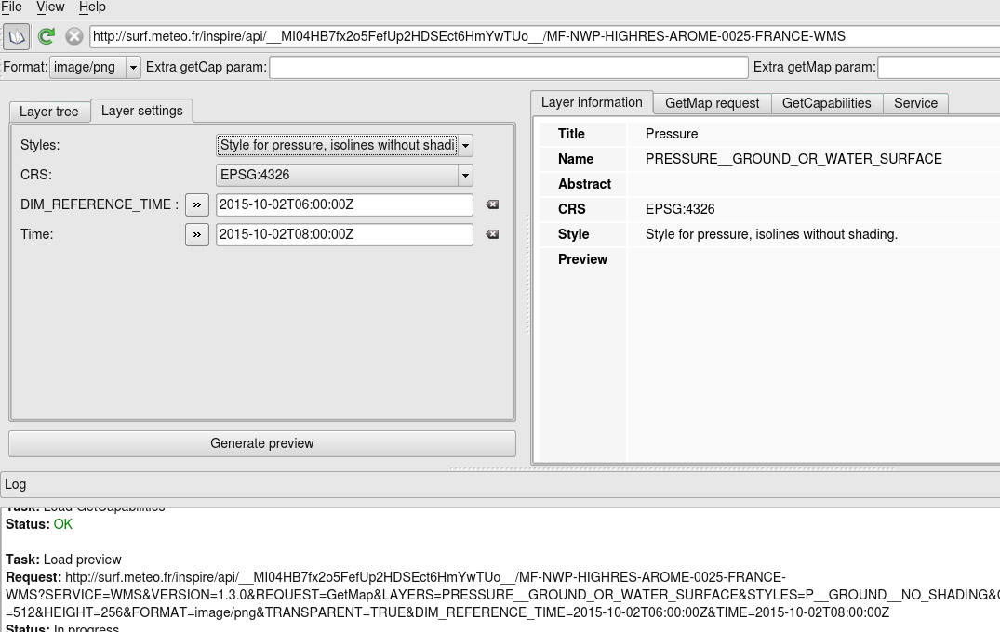 File View Help
http://surf.meteo.fr/inspire/api/__MI04HB7fx2o5FefUp2HDSEct6HmYwTUo__/MF-NWP-HIGHRES-AROME-0025-FRANCE-WMS
Format: image/png Extra getCap param: Extra getMap param:
Layer tree Layer settings
Styles: Style for pressure, isolines without shadi
CRS: EPSG:4326
DIM_REFERENCE_TIME : » 2015-10-02T06:00:00Z
Time: » 2015-10-02T08:00:00Z
Generate preview
Layer information GetMap request GetCapabilities Service
Title Pressure
Name PRESSURE__GROUND_OR_WATER_SURFACE
Abstract
CRS EPSG:4326
Style Style for pressure, isolines without shading.
Preview
Log
Task: Load GetCapabilities
Status: OK
Task: Load preview
Request: http://surf.meteo.fr/inspire/api/__MI04HB7fx2o5FefUp2HDSEct6HmYwTUo__/MF-NWP-HIGHRES-AROME-0025-FRANCE-
WMS?SERVICE=WMS&VERSION=1.3.0&REQUEST=GetMap&LAYERS=PRESSURE__GROUND_OR_WATER_SURFACE&STYLES=P__GROUND__NO_SHADING&
=512&HEIGHT=256&FORMAT=image/png&TRANSPARENT=TRUE&DIM_REFERENCE_TIME=2015-10-02T06:00:00Z&TIME=2015-10-02T08:00:00Z
Status: In progress